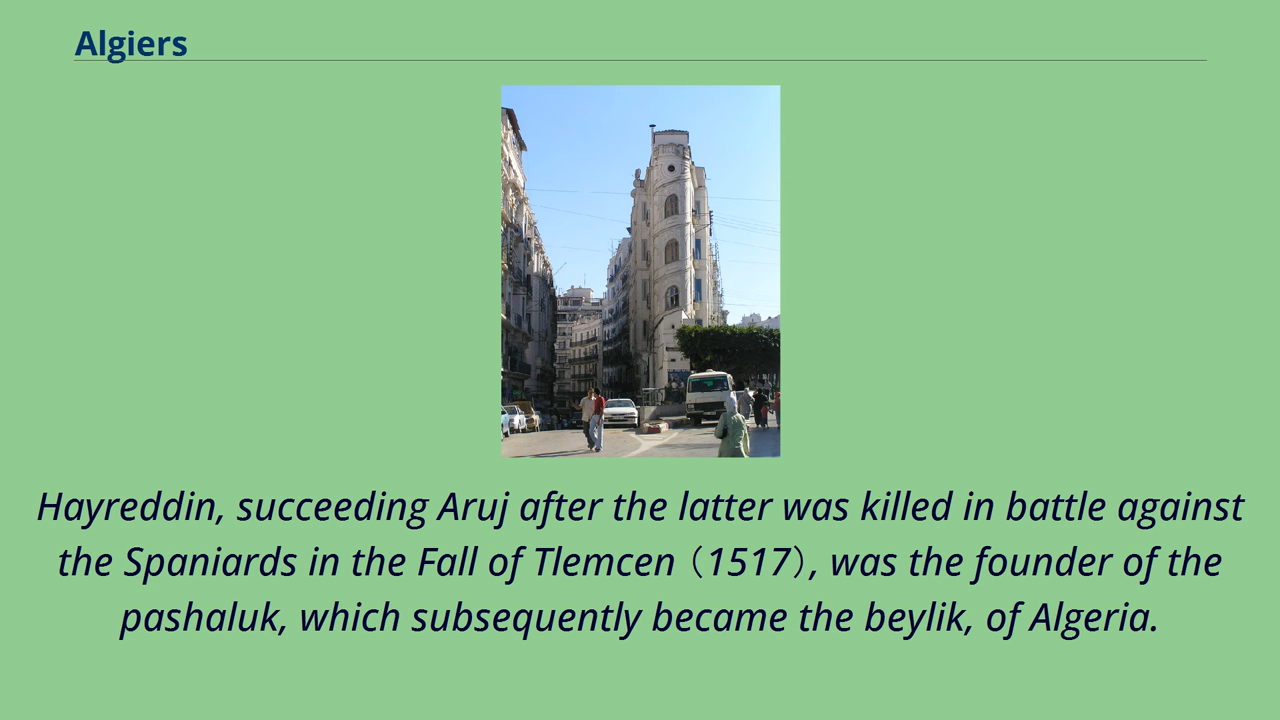 Algiers
Hayreddin, succeeding Aruj after the latter was killed in battle against
the Spaniards in the Fall of Tlemcen（1517）, was the founder of the
pashaluk, which subsequently became the beylik, of Algeria.